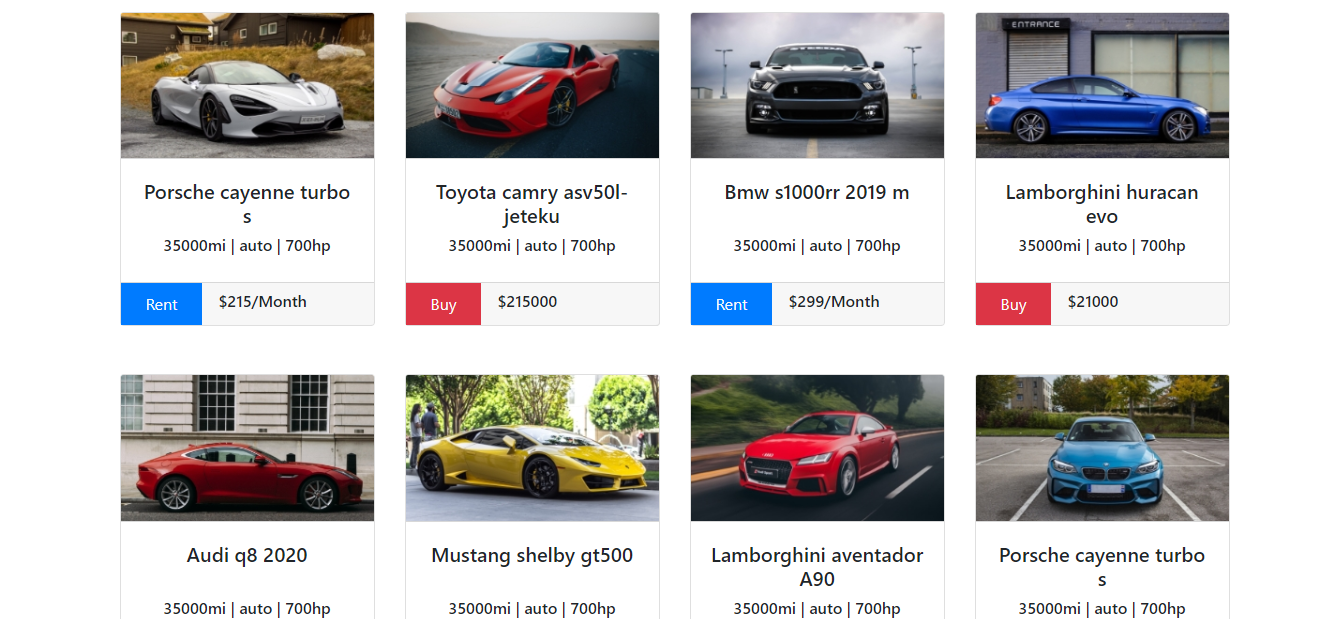 ENTRANCE
STEEDA
Porsche cayenne turbo
s
35000mi | auto | 700hp
Rent
$215/Month
Toyota camry asv50l-
jeteku
35000mi | auto | 700hp
Buy
$215000
Bmw s1000rr 2019 m
35000mi | auto | 700hp
Rent
$299/Month
Lamborghini huracan
evo
35000mi | auto | 700hp
Buy
$21000
Audi q8 2020
35000mi | auto | 700hp
Mustang shelby gt500
35000mi | auto | 700hp
Lamborghini aventador
A90
35000mi | auto | 700hp
Porsche cayenne turbo
s
35000mi | auto | 700hp